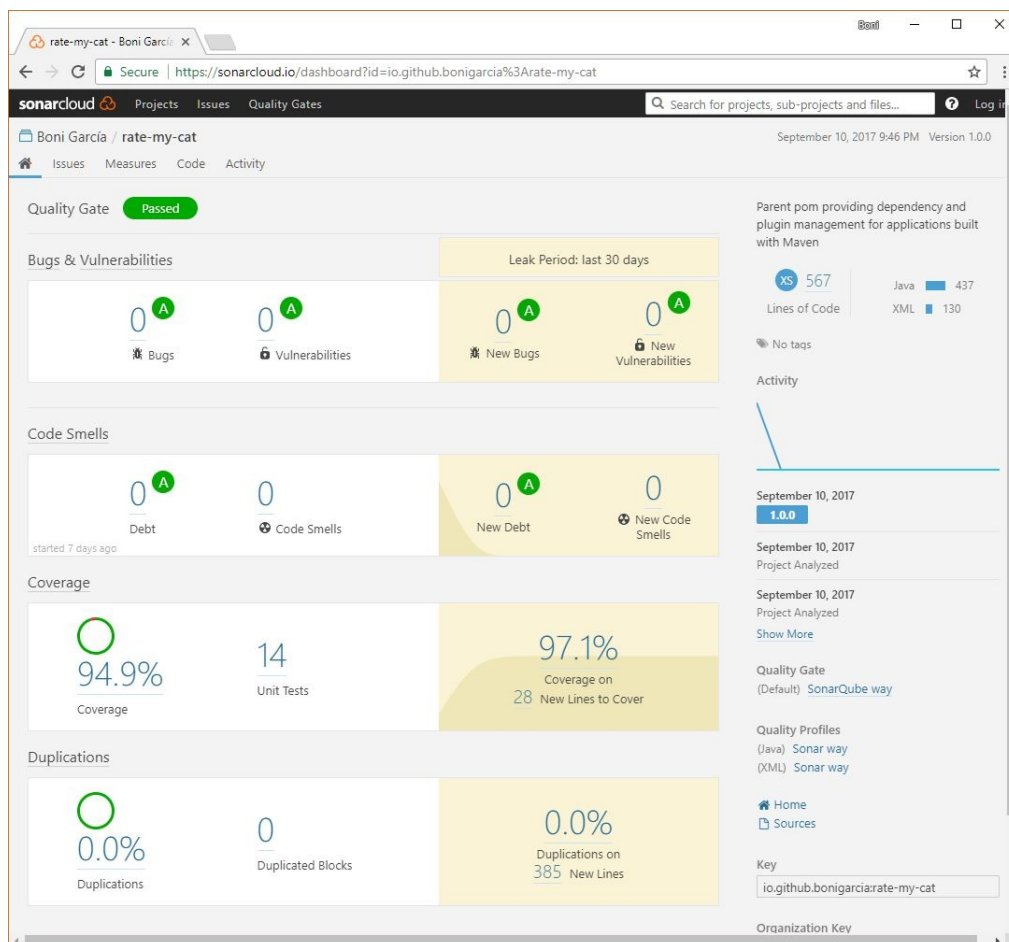 Boni
rate-my-cat - Boni García
Secure | https://sonarcloud.io/dashboard?id=io.github.bonigarcia%3Arate-my-cat
sonarcloud Projects Issues Quality Gates Search for projects, sub-projects and files... ? Log in
Boni García / rate-my-cat September 10, 2017 9:46 PM Version 1.0.0
Issues Measures Code Activity
Quality Gate Passed
Bugs & Vulnerabilities
Leak Period: last 30 days
0 A
Bugs
0 A
Vulnerabilities
0 A
New Bugs
0 A
New
Vulnerabilities
Code Smells
0 A
Debt
0
Code Smells
started 7 days ago
0 A
New Debt
0
New Code
Smells
Coverage
94.9%
Coverage
14
Unit Tests
97.1%
Coverage on
28 New Lines to Cover
Duplications
0.0%
Duplications
0
Duplicated Blocks
0.0%
Duplications on
385 New Lines
Parent pom providing dependency and
plugin management for applications built
with Maven
XS 567
Lines of Code
Java 437
XML 130
No tags
Activity
September 10, 2017
1.0.0
September 10, 2017
Project Analyzed
September 10, 2017
Project Analyzed
Show More
Quality Gate
(Default) SonarQube way
Quality Profiles
(Java) Sonar way
(XML) Sonar way
Home
Sources
Key
io.github.bonigarcia:rate-my-cat
Organization Key